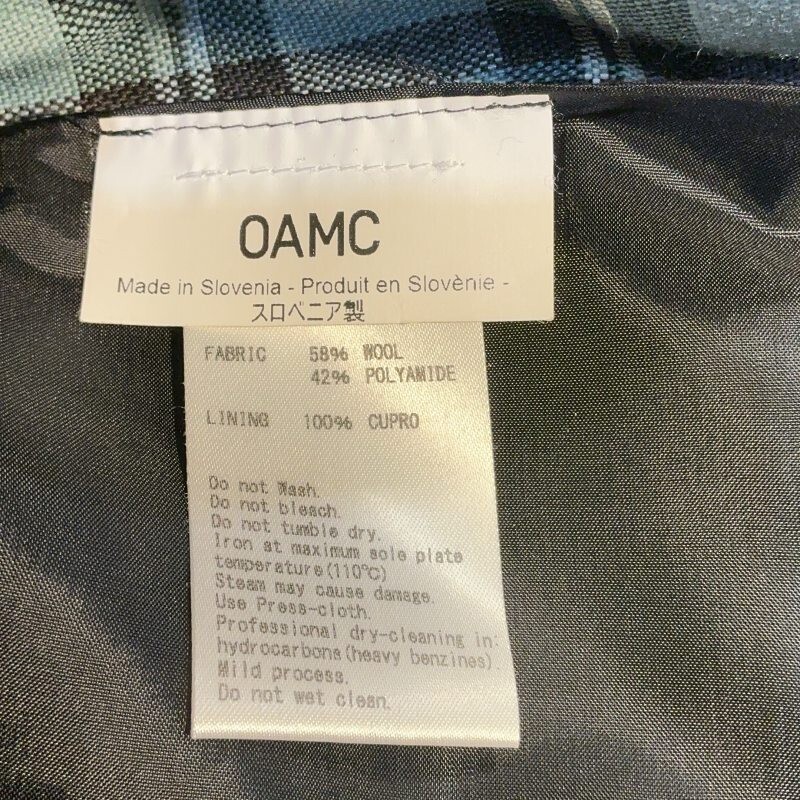 OAMC
Made in Slovenia - Produit en Slovènie -
スロベニア製
FABRIC 58% WOOL
42% POLYAMIDE
LINING 100% CUPRO
Do not Wash.
Do not bleach.
Do not tumble dry.
Iron at maximum sole plate
temperature(110℃)
Steam may cause damage.
Use Press-cloth.
Professional dry-cleaning in:
hydrocarbons(heavy benzines).
Mild process.
Do not wet clean.